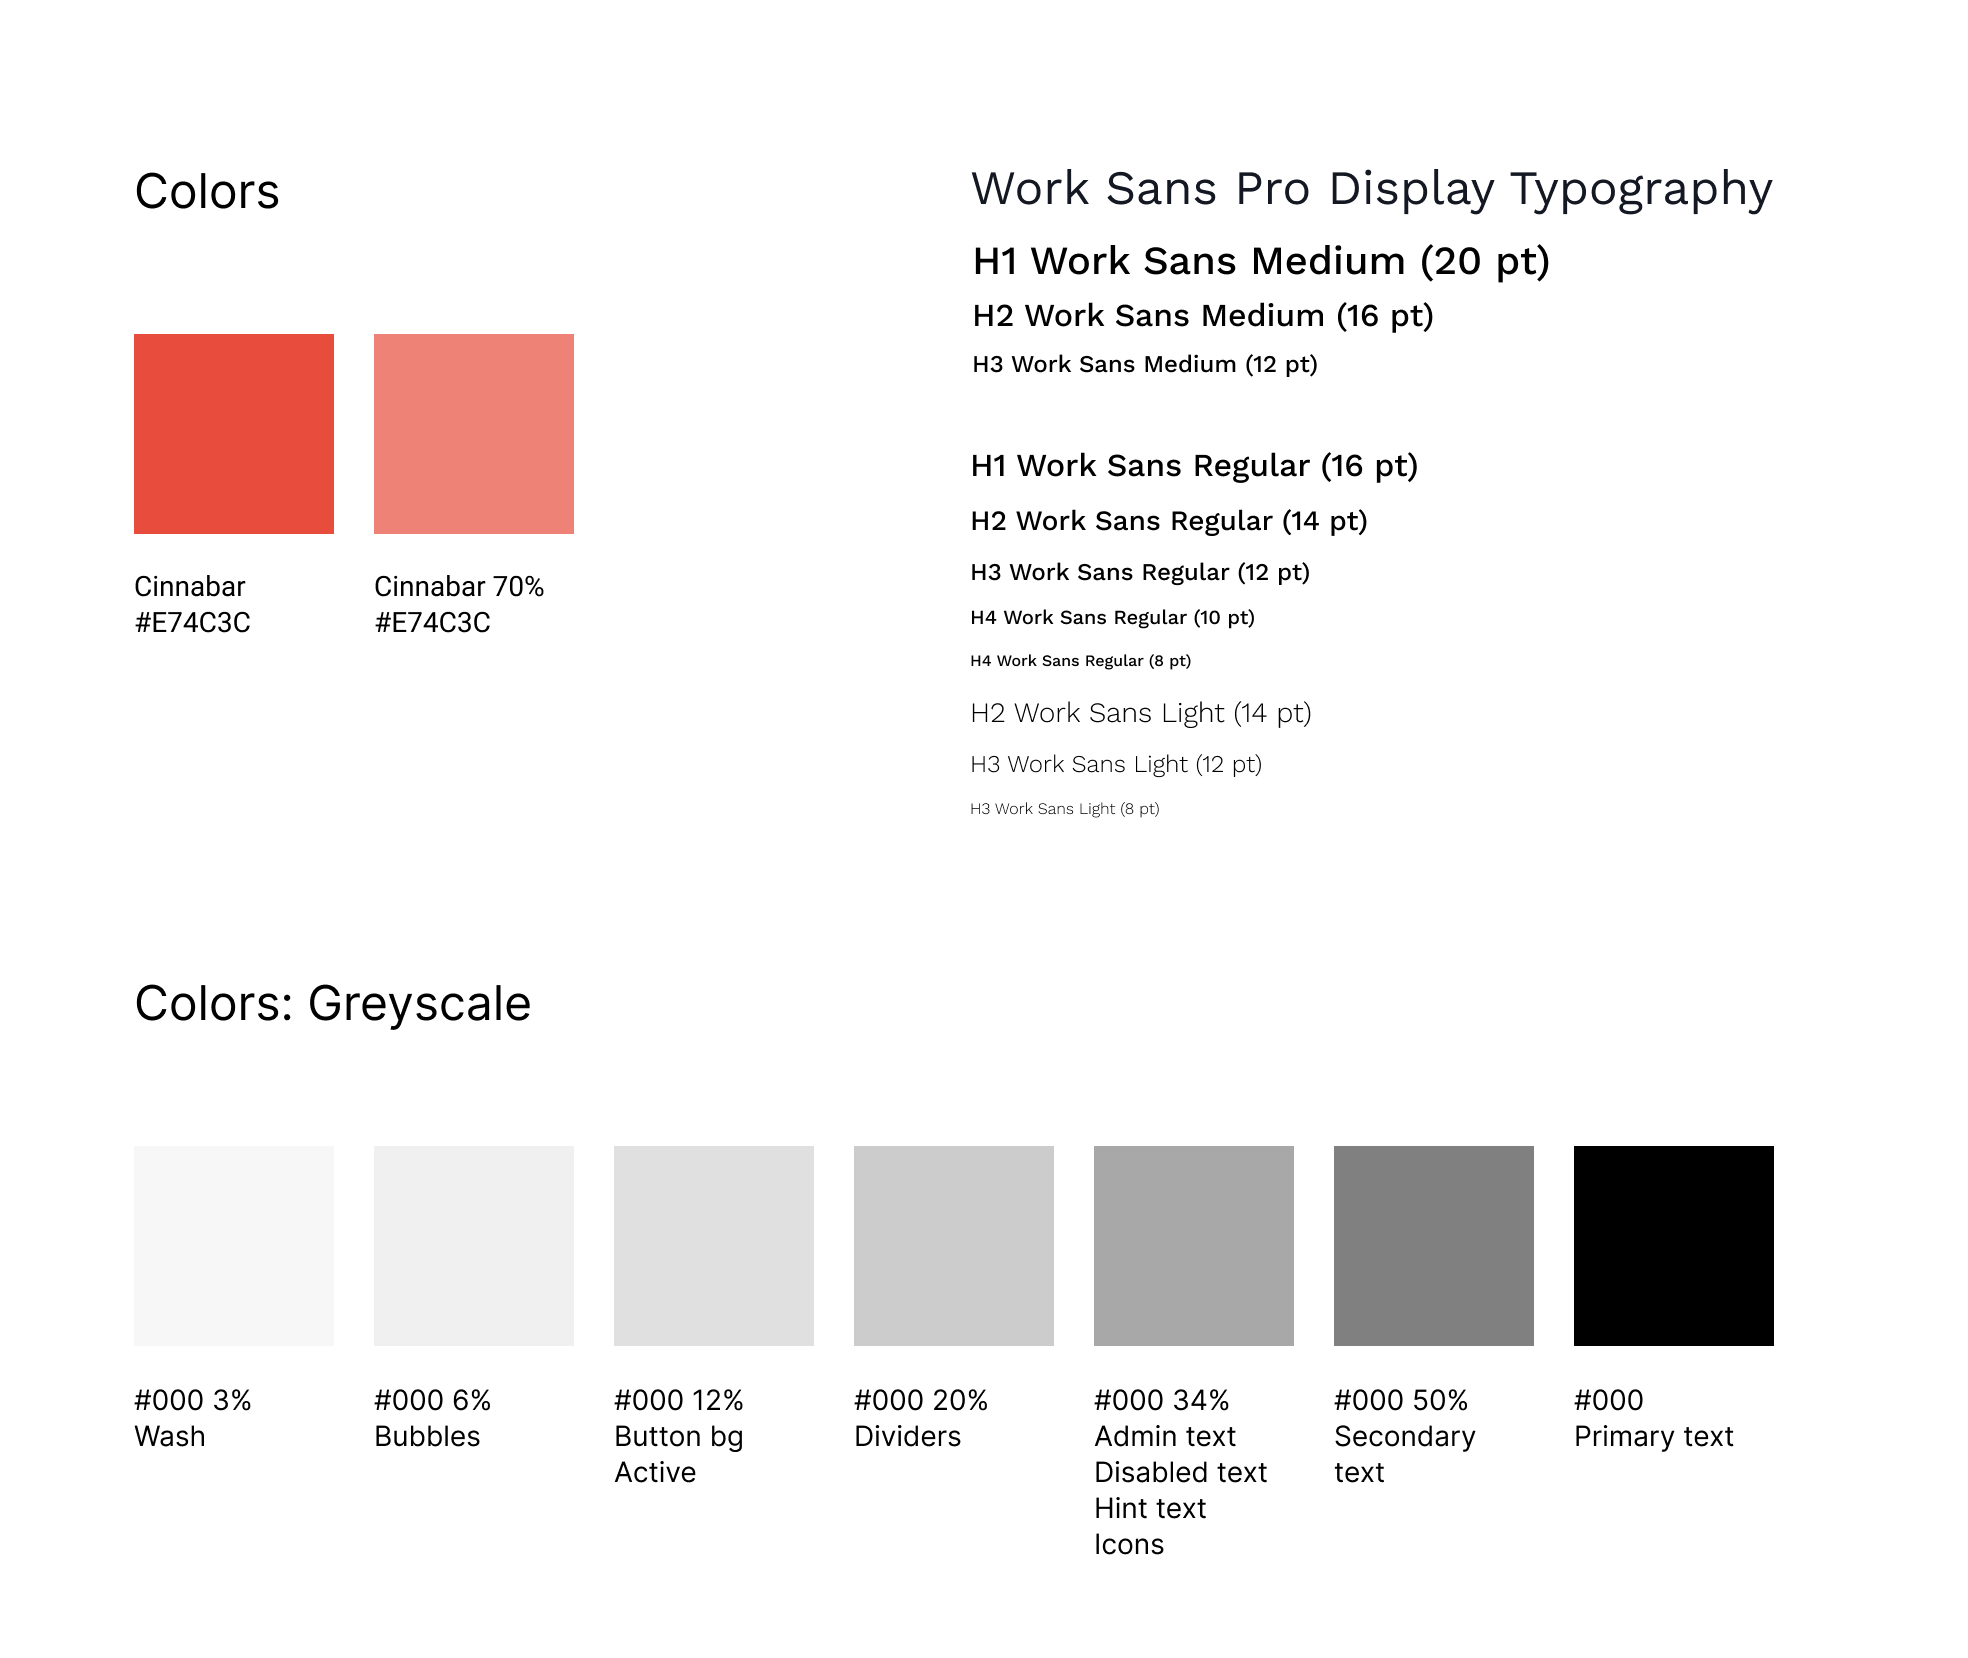 Colors
Cinnabar
#E74C3C
Cinnabar 70%
#E74C3C
Work Sans Pro Display Typography
H1 Work Sans Medium (20 pt)
H2 Work Sans Medium (16 pt)
H3 Work Sans Medium (12 pt)
H1 Work Sans Regular (16 pt)
H2 Work Sans Regular (14 pt)
H3 Work Sans Regular (12 pt)
H4 Work Sans Regular (10 pt)
H4 Work Sans Regular (8 pt)
H2 Work Sans Light (14 pt)
H3 Work Sans Light (12 pt)
H3 Work Sans Light (8 pt)
Colors: Greyscale
#000 3%
Wash
#000 6%
Bubbles
#000 12%
Button bg
Active
#000 20%
Dividers
#000 34%
Admin text
Disabled text
Hint text
Icons
#000 50%
Secondary
text
#000
Primary text